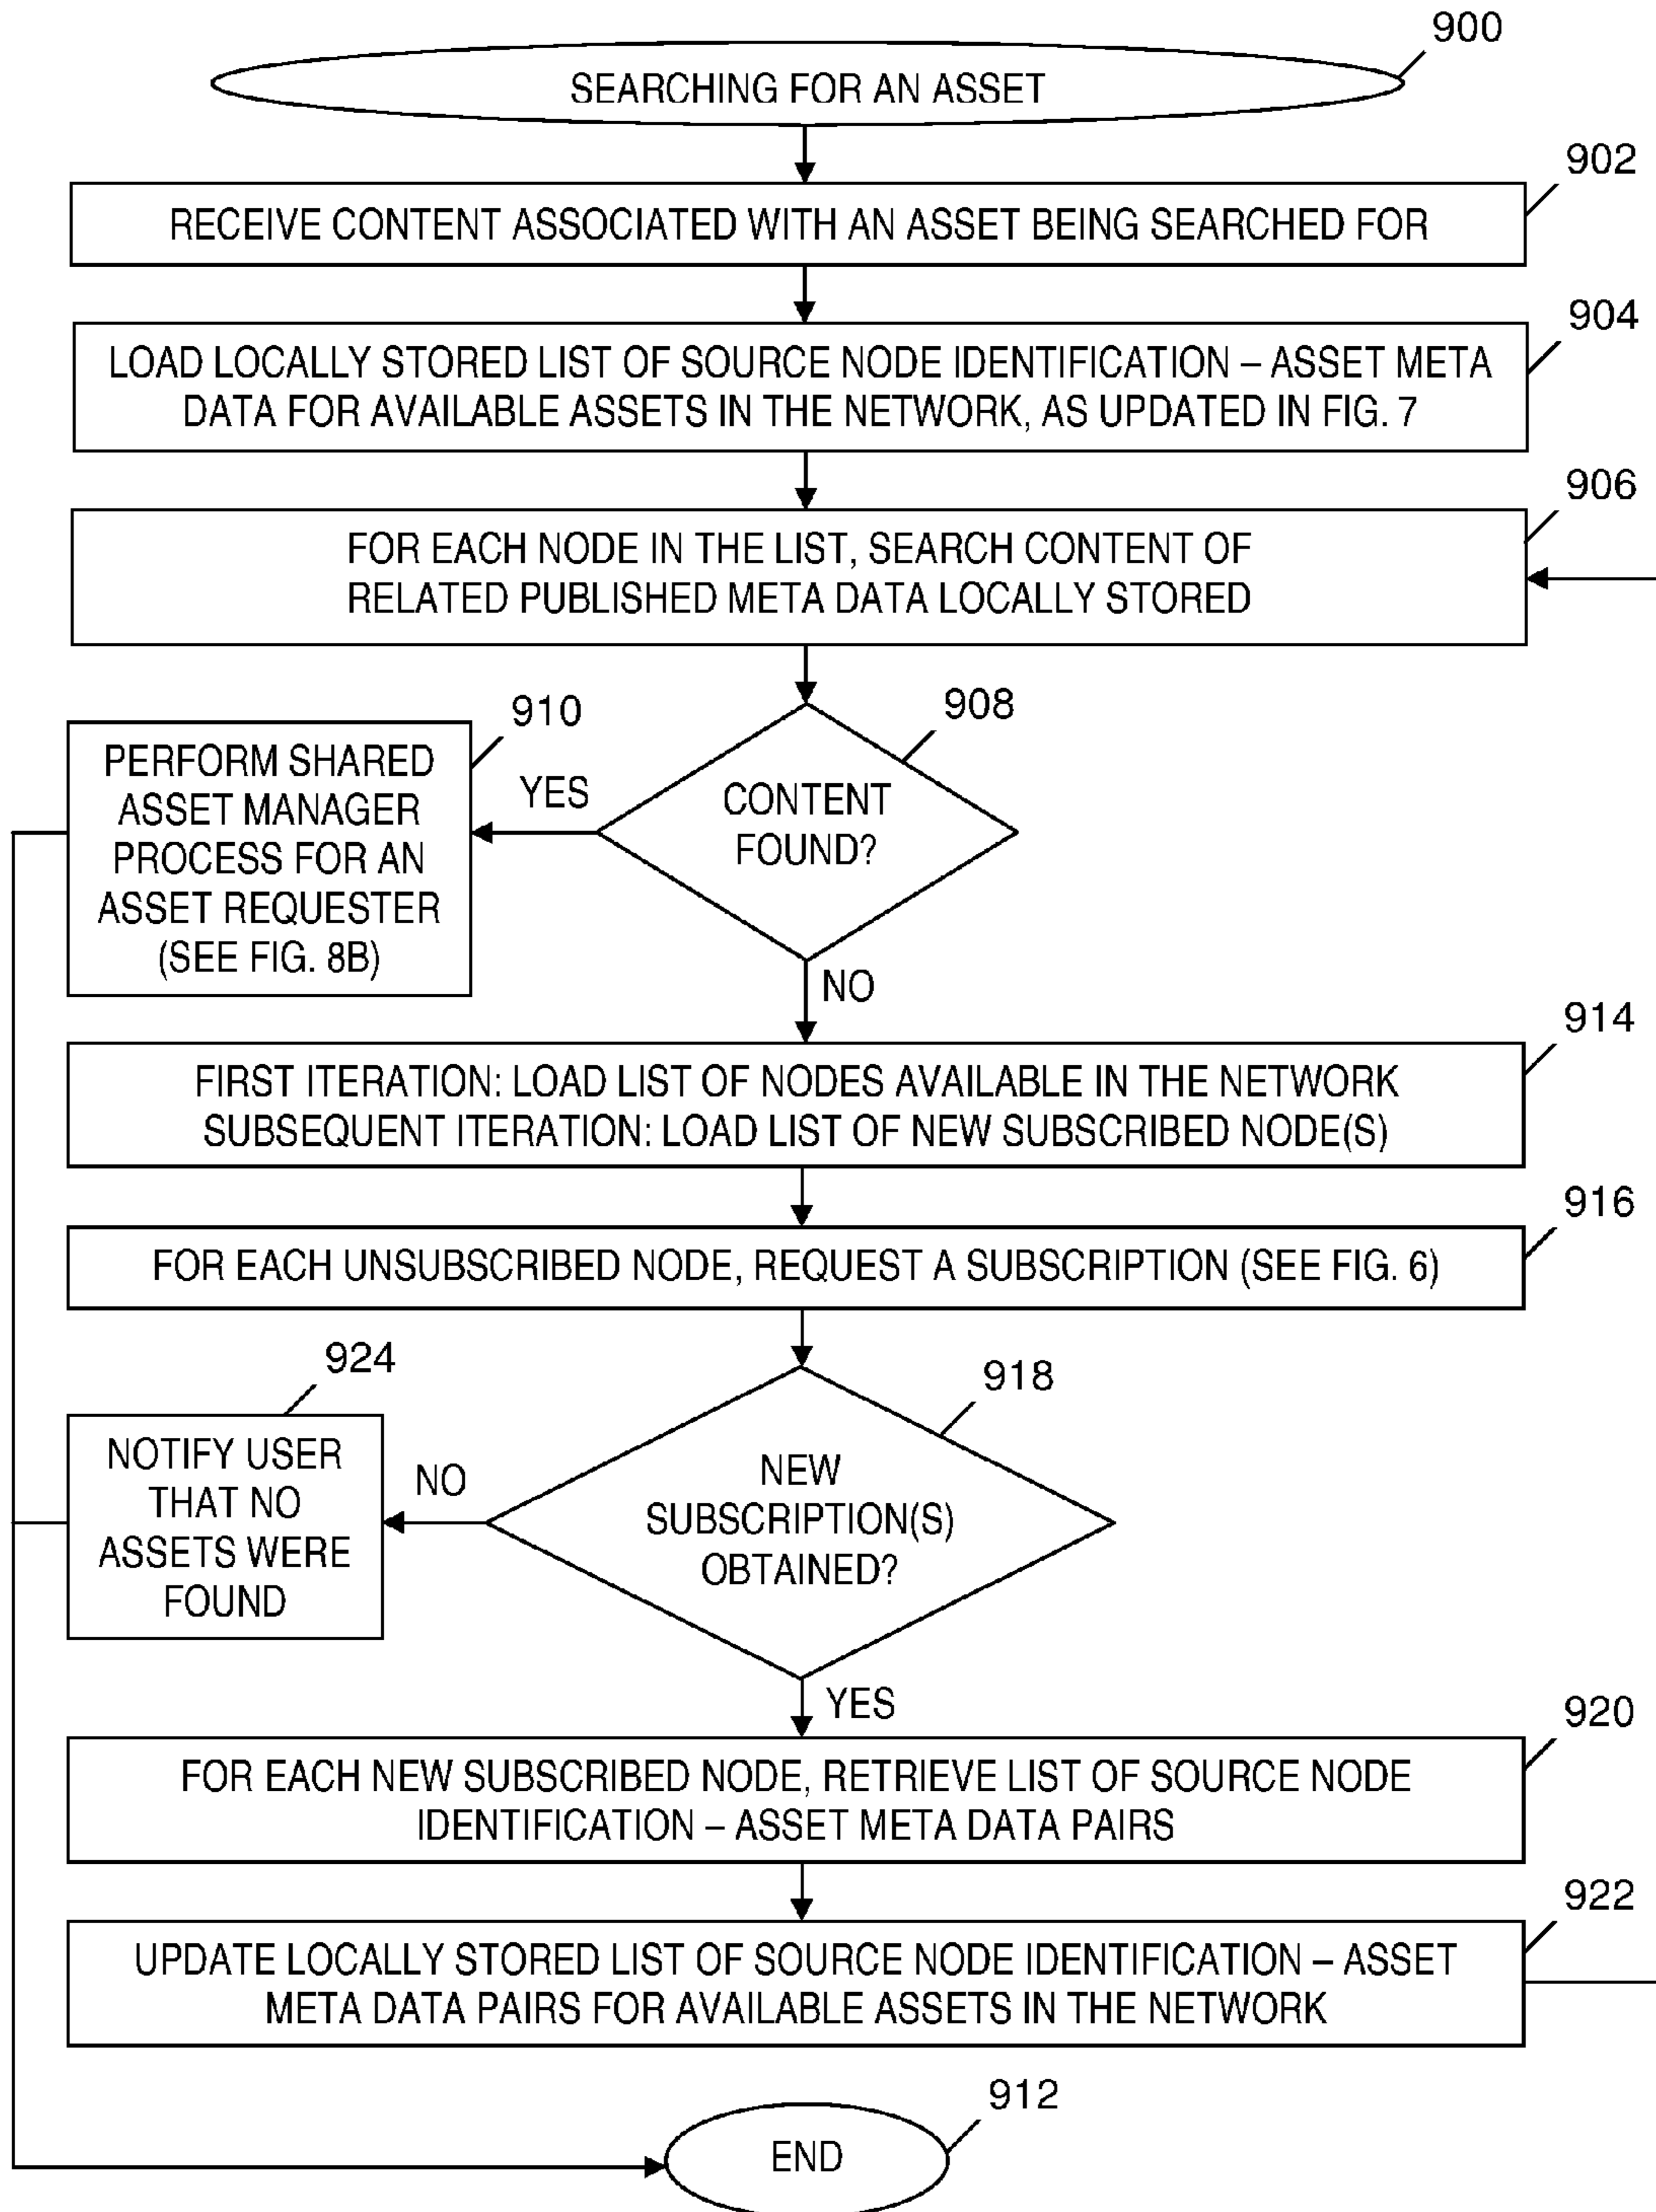 900
SEARCHING FOR AN ASSET
902
RECEIVE CONTENT ASSOCIATED WITH AN ASSET BEING SEARCHED FOR
904
LOAD LOCALLY STORED LIST OF SOURCE NODE IDENTIFICATION – ASSET META
DATA FOR AVAILABLE ASSETS IN THE NETWORK, AS UPDATED IN FIG. 7
906
FOR EACH NODE IN THE LIST, SEARCH CONTENT OF
RELATED PUBLISHED META DATA LOCALLY STORED
908
CONTENT
FOUND?
YES
910
PERFORM SHARED
ASSET MANAGER
PROCESS FOR AN
ASSET REQUESTER
(SEE FIG. 8B)
NO
914
FIRST ITERATION: LOAD LIST OF NODES AVAILABLE IN THE NETWORK
SUBSEQUENT ITERATION: LOAD LIST OF NEW SUBSCRIBED NODE(S)
916
FOR EACH UNSUBSCRIBED NODE, REQUEST A SUBSCRIPTION (SEE FIG. 6)
918
NEW
SUBSCRIPTION(S)
OBTAINED?
NO
924
NOTIFY USER
THAT NO
ASSETS WERE
FOUND
YES
920
FOR EACH NEW SUBSCRIBED NODE, RETRIEVE LIST OF SOURCE NODE
IDENTIFICATION – ASSET META DATA PAIRS
922
UPDATE LOCALLY STORED LIST OF SOURCE NODE IDENTIFICATION – ASSET
META DATA PAIRS FOR AVAILABLE ASSETS IN THE NETWORK
912
END